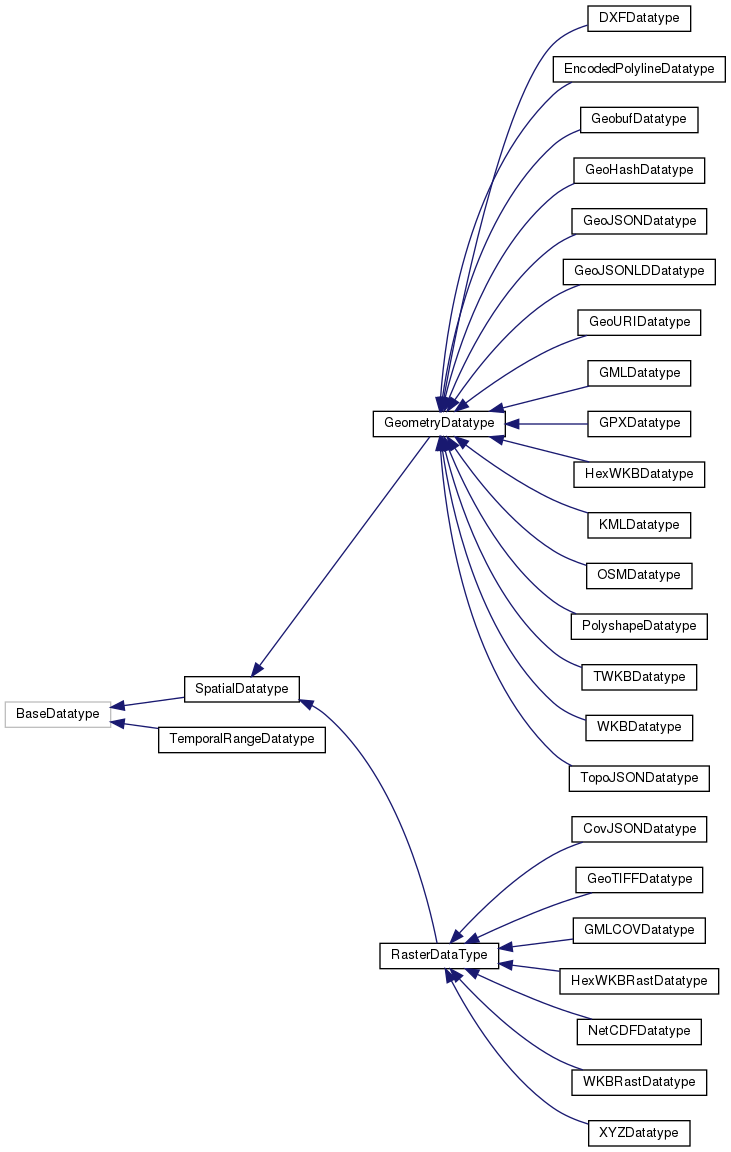 DXFDatatype
EncodedPolylineDatatype
GeobufDatatype
GeoHashDatatype
GeoJSONDatatype
GeoJSONLDDatatype
GeoURIDatatype
GMLDatatype
GeometryDatatype
GPXDatatype
HexWKBDatatype
KMLDatatype
OSMDatatype
PolyshapeDatatype
TWKBDatatype
SpatialDatatype
BaseDatatype
WKBDatatype
TemporalRangeDatatype
TopoJSONDatatype
CovJSONDatatype
GeoTIFFDatatype
GMLCOVDatatype
RasterDataType
HexWKBRastDatatype
NetCDFDatatype
WKBRastDatatype
XYZDatatype